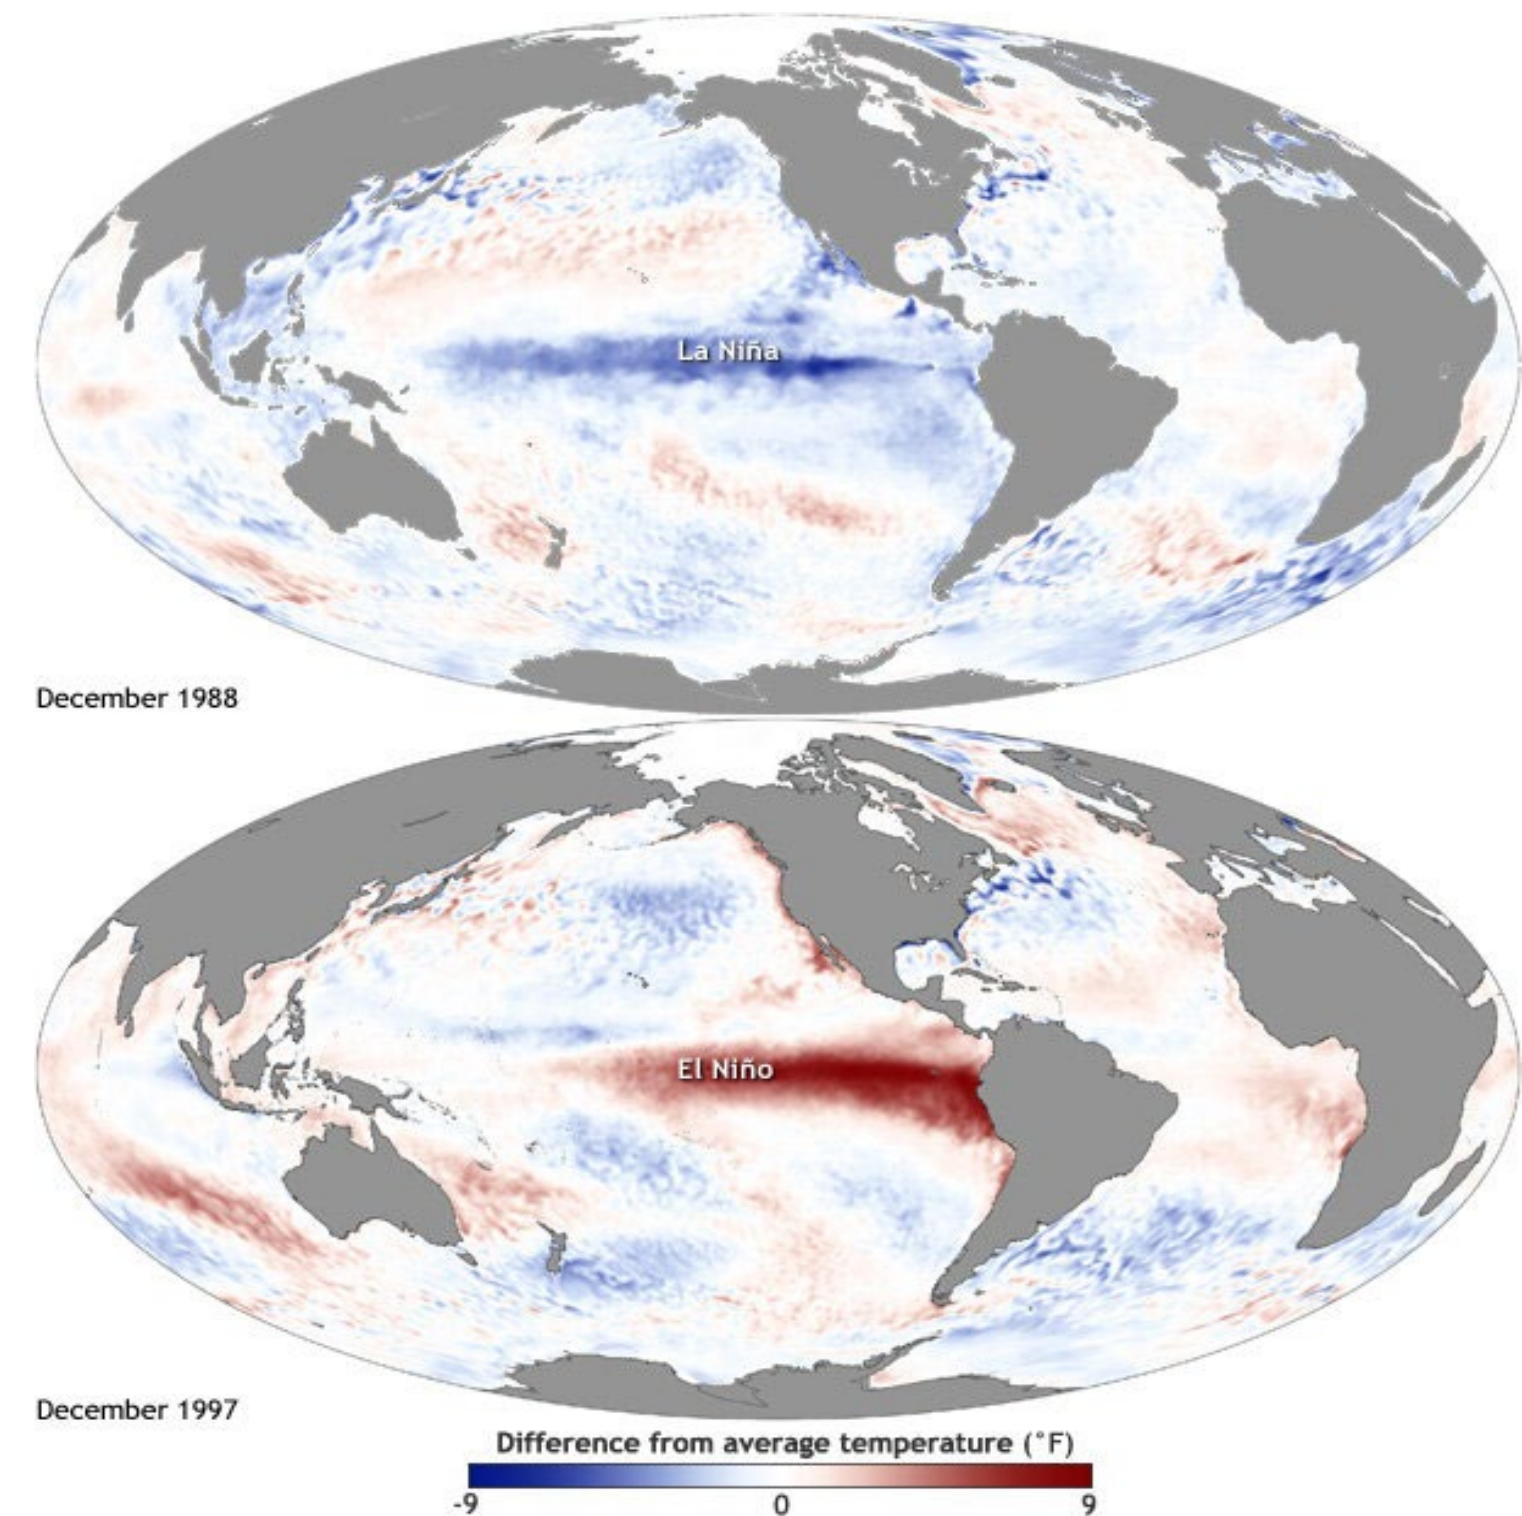 La Niña
December 1988
El Niño
December 1997
Difference from average temperature (°F)
-9 0 9